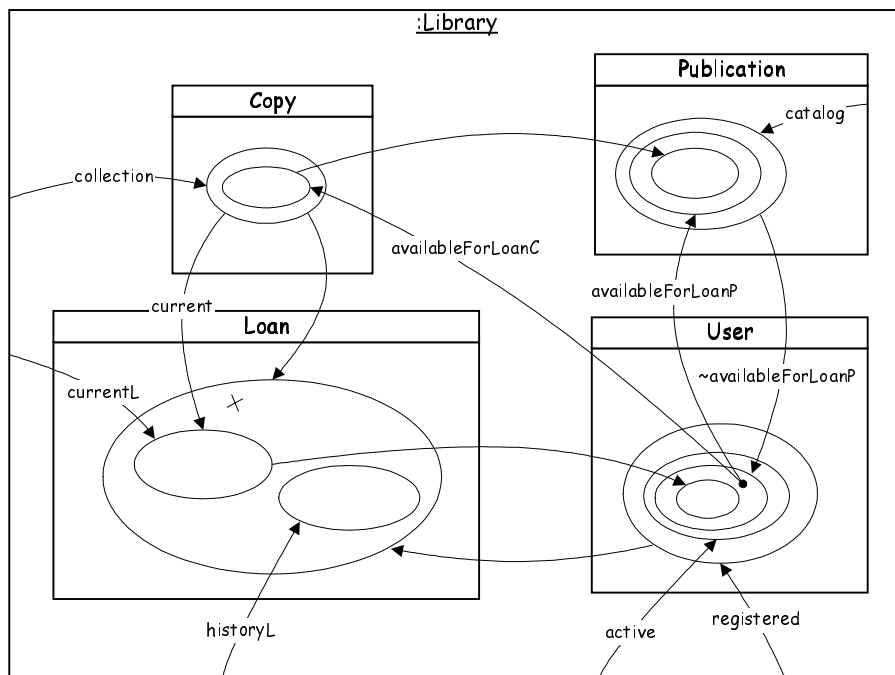 :Library
Publication
Copy
catalog
collection
availableForLoanC
availableForLoanP
current
Loan
User
~availableForLoanP
currentL
historyL
active
registered